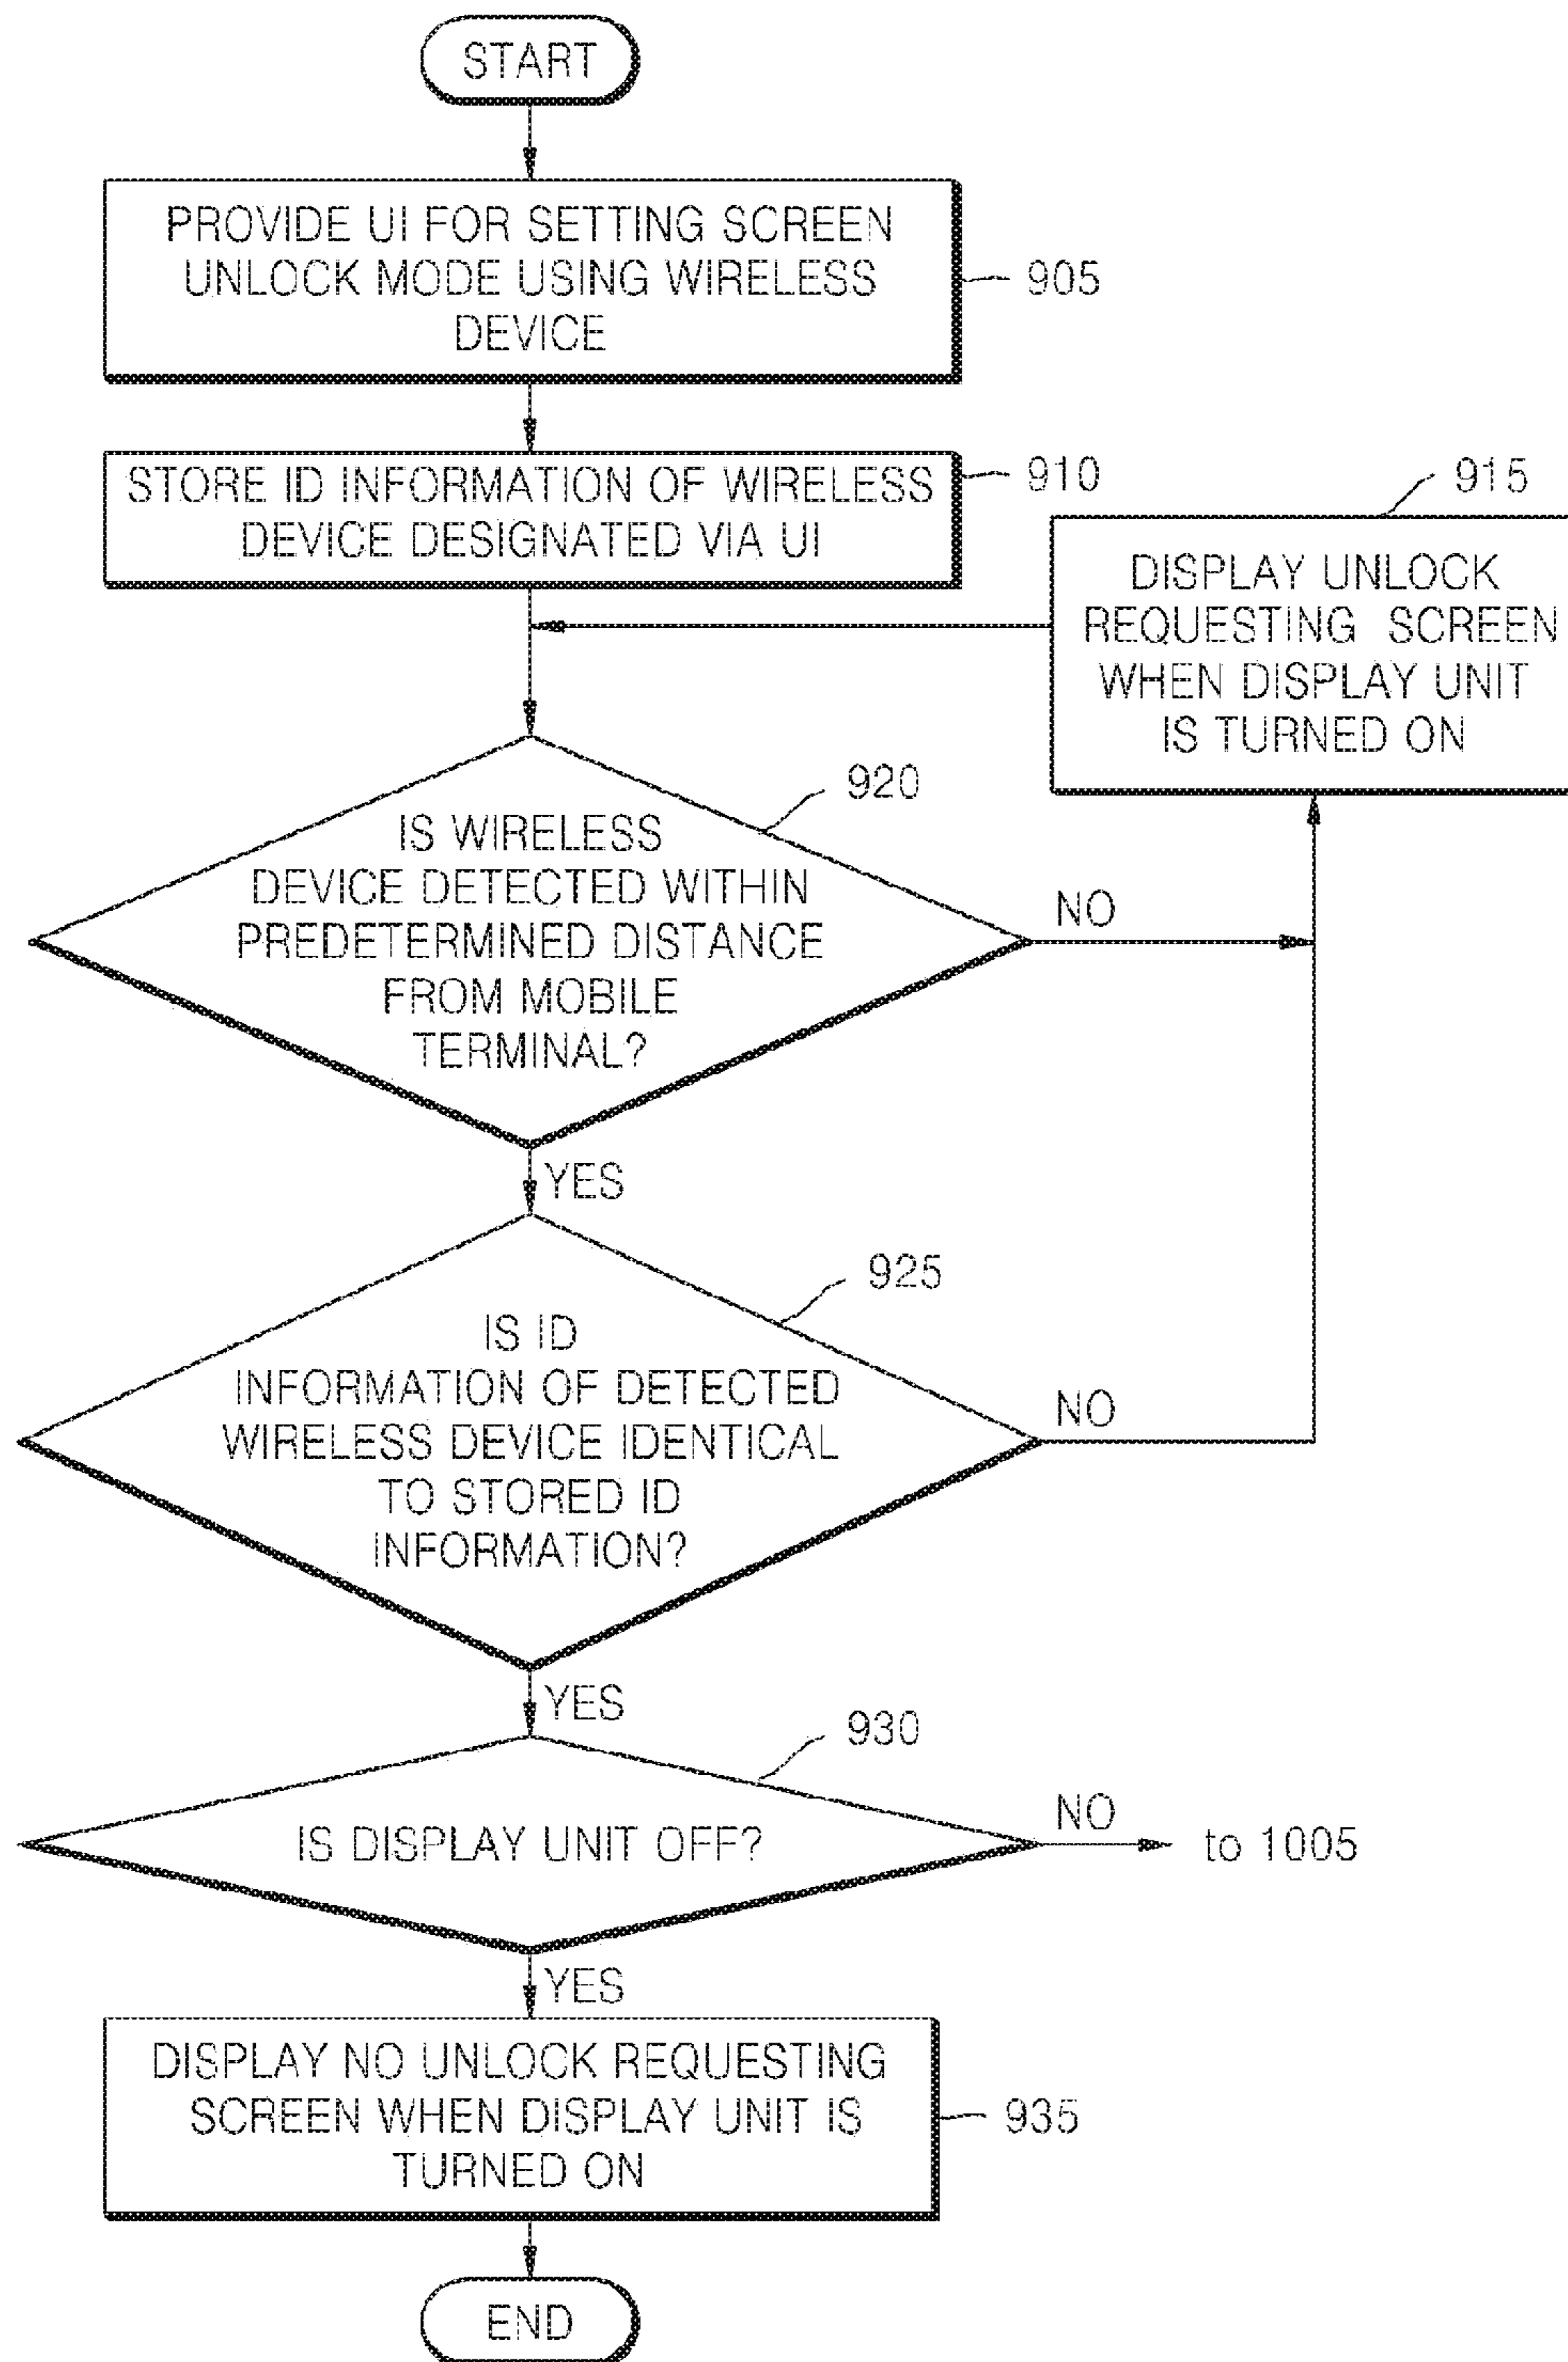 START
PROVIDE UI FOR SETTING SCREEN
UNLOCK MODE USING WIRELESS
DEVICE
905
STORE ID INFORMATION OF WIRELESS
DEVICE DESIGNATED VIA UI
910
915
DISPLAY UNLOCK
REQUESTING SCREEN
WHEN DISPLAY UNIT
IS TURNED ON
920
IS WIRELESS
DEVICE DETECTED WITHIN
PREDETERMINED DISTANCE
FROM MOBILE
TERMINAL?
NO
YES
925
IS ID
INFORMATION OF DETECTED
WIRELESS DEVICE IDENTICAL
TO STORED ID
INFORMATION?
NO
YES
930
IS DISPLAY UNIT OFF?
NO
to 1005
YES
DISPLAY NO UNLOCK REQUESTING
SCREEN WHEN DISPLAY UNIT IS
TURNED ON
935
END